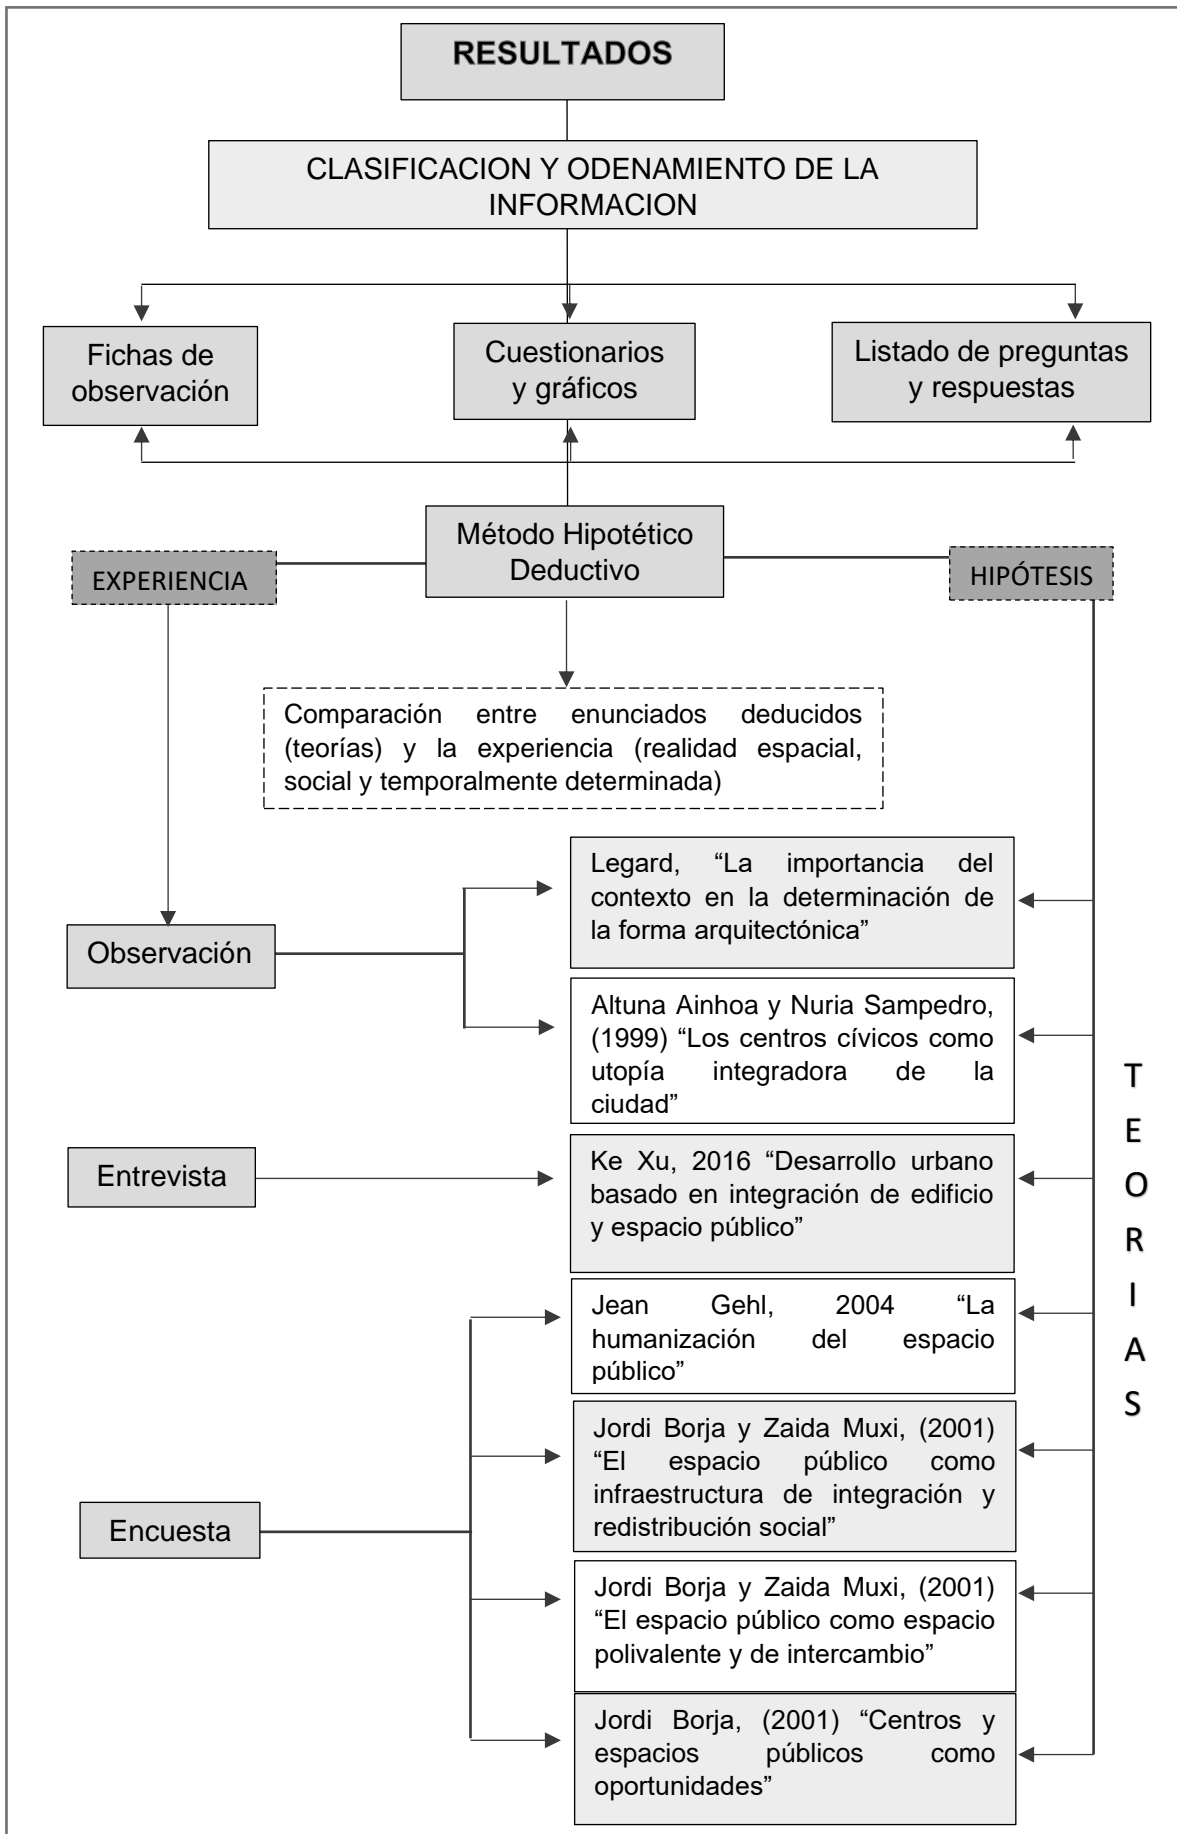 RESULTADOS
CLASIFICACION Y ODENAMIENTO DE LA
INFORMACION
Fichas de
observación
Cuestionarios
y gráficos
Listado de preguntas
y respuestas
Método Hipotético
Deductivo
EXPERIENCIA
HIPÓTESIS
Comparación entre enunciados deducidos
(teorías) y la experiencia (realidad espacial,
social y temporalmente determinada)
Observación
Legard, “La importancia del
contexto en la determinación de
la forma arquitectónica”
Altuna Ainhoa y Nuria Sampedro,
(1999) “Los centros cívicos como
utopía integradora de la
ciudad”
Entrevista
Ke Xu, 2016 “Desarrollo urbano
basado en integración de edificio
y espacio público”
Encuesta
Jean Gehl, 2004 “La
humanización del espacio
público”
Jordi Borja y Zaida Muxi, (2001)
“El espacio público como
infraestructura de integración y
redistribución social”
Jordi Borja y Zaida Muxi, (2001)
“El espacio público como espacio
polivalente y de intercambio”
Jordi Borja, (2001) “Centros y
espacios públicos como
oportunidades”
T
E
O
R
I
A
S